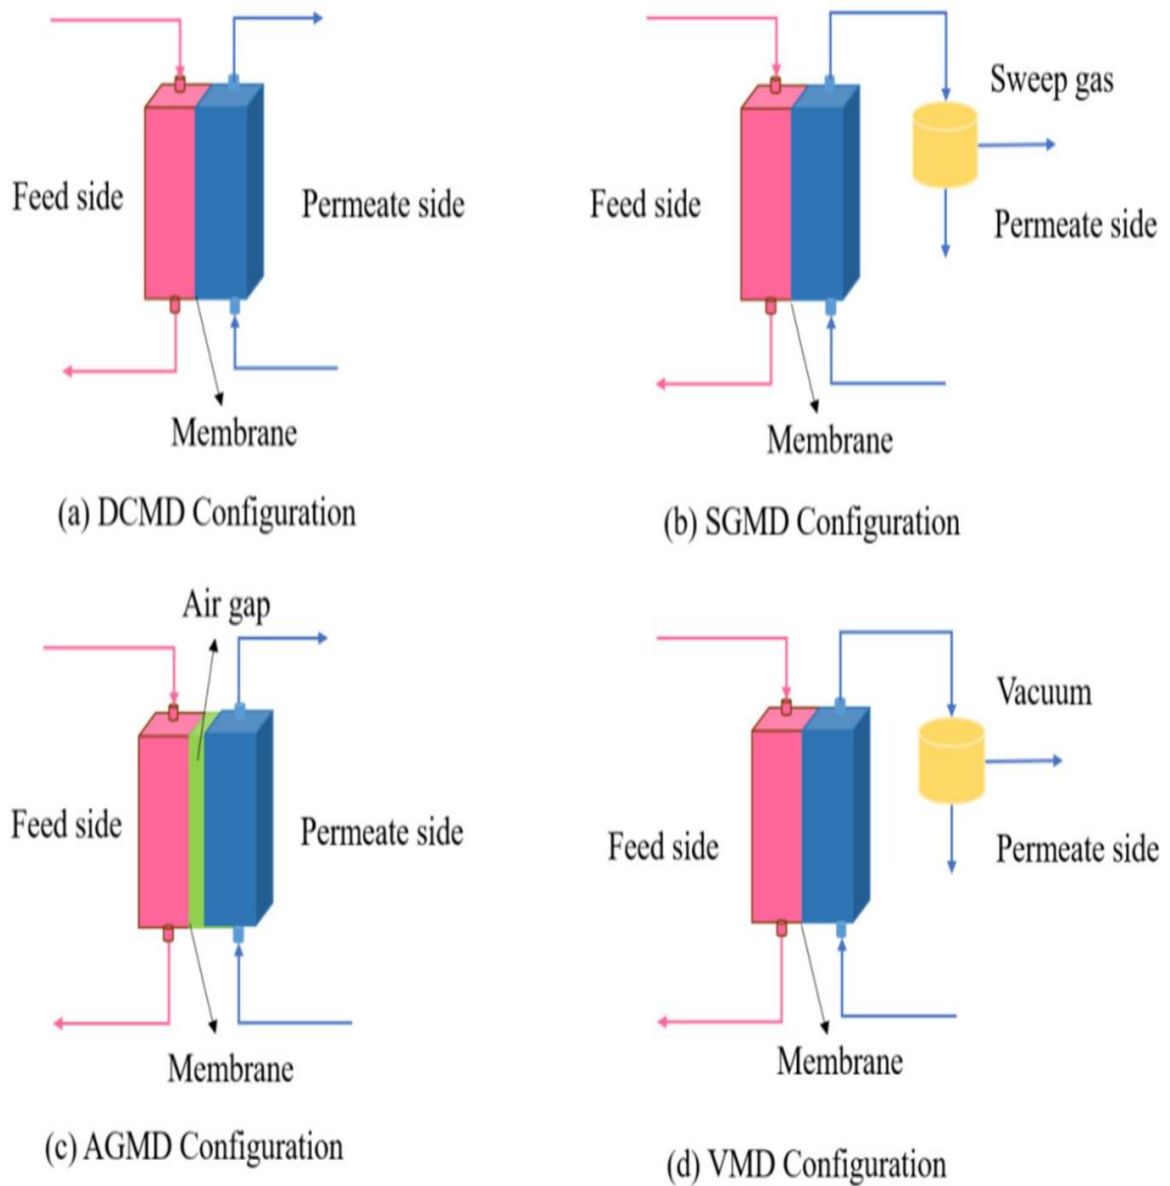 Feed side
Permeate side
Membrane
(a) DCMD Configuration
Sweep gas
Feed side
Permeate side
Membrane
(b) SGMD Configuration
Air gap
Feed side
Permeate side
Membrane
(c) AGMD Configuration
Vacuum
Feed side
Permeate side
Membrane
(d) VMD Configuration